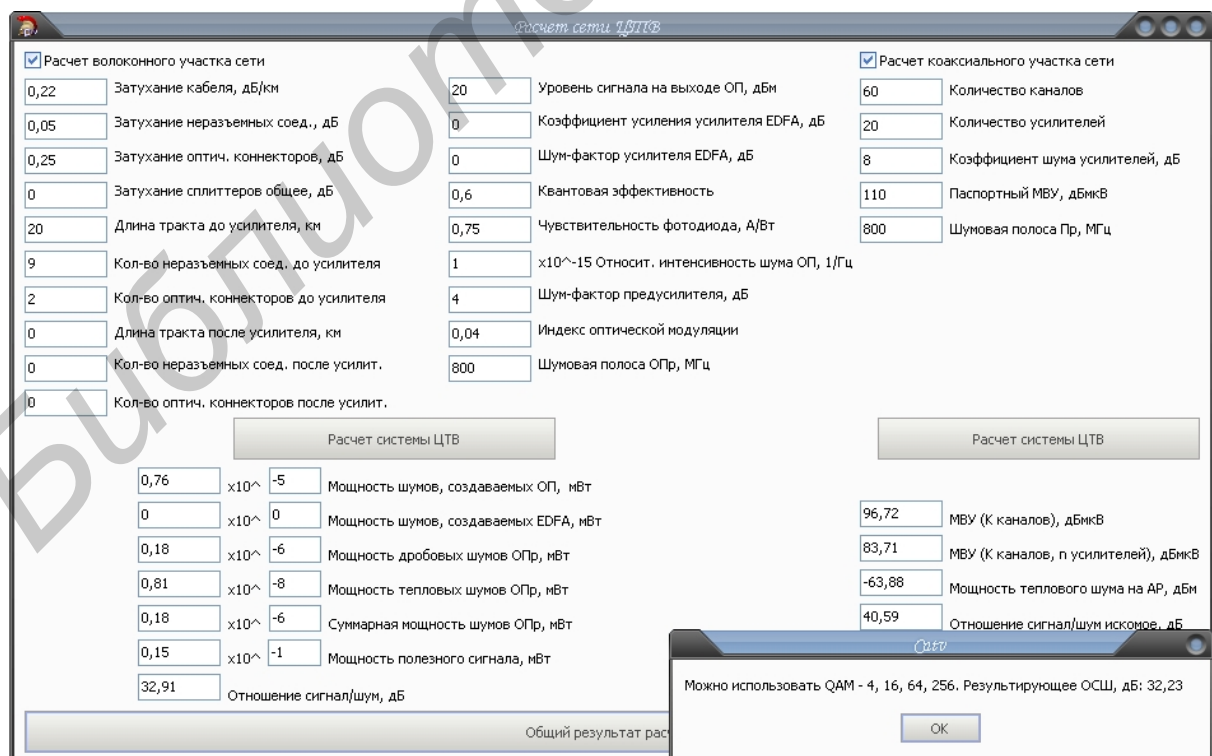 Расчет сети ЦТВ
Расчет волоконного участка сети
Расчет коаксиального участка сети
0,22 Затухание кабеля, дБ/км
20 Уровень сигнала на выходе ОП, дБм
60 Количество каналов
0,05 Затухание неразъемных соед., дБ
0 Коэффициент усиления усилителя EDFA, дБ
20 Количество усилителей
0,25 Затухание оптич. коннекторов, дБ
0 Шум-фактор усилителя EDFA, дБ
8 Коэффициент шума усилителей, дБ
0 Затухание сплиттеров общее, дБ
0,6 Квантовая эффективность
110 Паспортный МВУ, дБмкВ
20 Длина тракта до усилителя, км
0,75 Чувствительность фотодиода, А/Вт
800 Шумовая полоса Пр, МГц
9 Кол-во неразъемных соед. до усилителя
1 x10^-15 Относит. интенсивность шума ОП, 1/Гц
2 Кол-во оптич. коннекторов до усилителя
4 Шум-фактор предусилителя, дБ
0 Длина тракта после усилителя, км
0,04 Индекс оптической модуляции
0 Кол-во неразъемных соед. после усилит.
800 Шумовая полоса ОПр, МГц
0 Кол-во оптич. коннекторов после усилит.
Расчет системы ЦТВ
Расчет системы ЦТВ
0,76 x10^ -5 Мощность шумов, создаваемых ОП, мВт
0 x10^ 0 Мощность шумов, создаваемых EDFA, мВт
96,72 МВУ (К каналов), дБмкВ
0,18 x10^ -6 Мощность дробовых шумов ОПр, мВт
83,71 МВУ (К каналов, n усилителей), дБмкВ
0,81 x10^ -8 Мощность тепловых шумов ОПр, мВт
-63,88 Мощность теплового шума на АР, дБм
0,18 x10^ -6 Суммарная мощность шумов ОПр, мВт
40,59 Отношение сигнал/шум искомое, дБ
0,15 x10^ -1 Мощность полезного сигнала, мВт
32,91 Отношение сигнал/шум, дБ
Общий результат рас
Catv
Можно использовать QAM - 4, 16, 64, 256. Результирующее ОСШ, дБ: 32,23
OK
Библиот